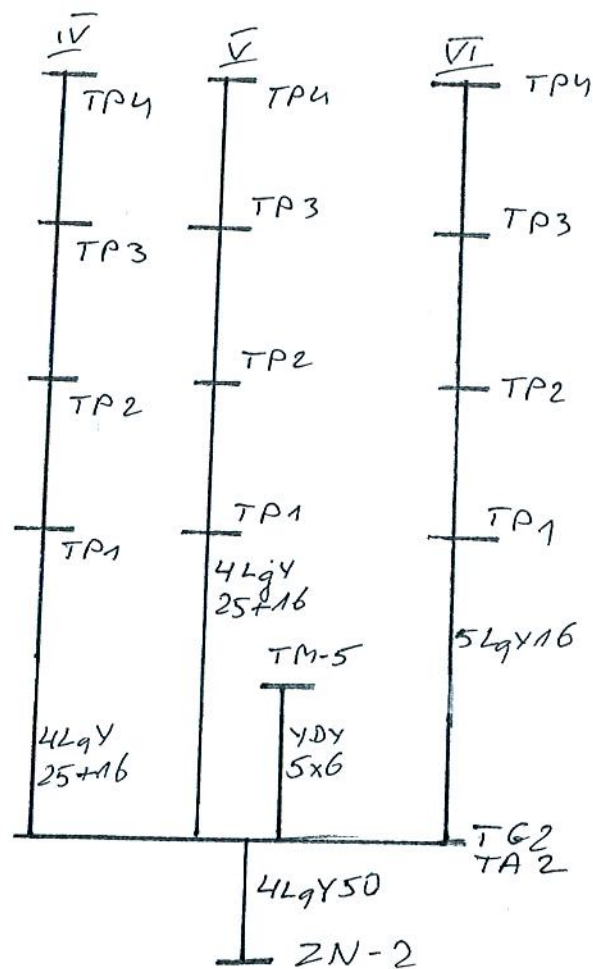 IV
V
VI
TP4
TP4
TP4
TP3
TP3
TP3
TP2
TP2
TP2
TP1
TP1
TP1
4LgY
25+16
5LgY16
TM-5
4LgY
25+16
YDY
5x6
TG2
TA2
4LgY50
ZN-2